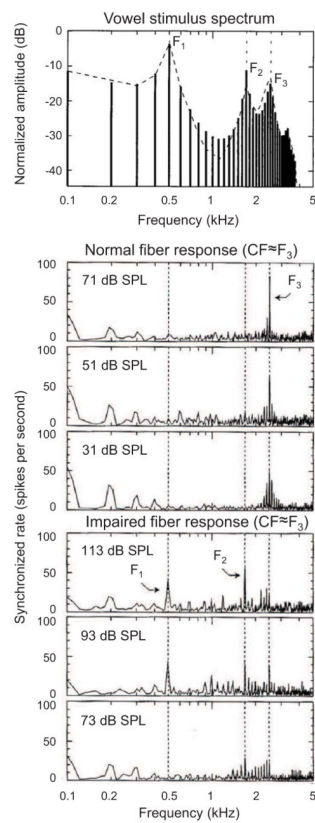 Vowel stimulus spectrum
Normalized amplitude (dB)
0
-10
-20
-30
-40
F1
F2
F3
0.1 0.2 0.5 1 2 5
Frequency (kHz)
Normal fiber response (CF≈F3)
Synchronized rate (spikes per second)
100
50
0
71 dB SPL
F3
100
50
0
51 dB SPL
100
50
0
31 dB SPL
Impaired fiber response (CF≈F3)
100
50
0
113 dB SPL
F1
F2
100
50
0
93 dB SPL
100
50
0
73 dB SPL
0.1 0.2 0.5 1 2 5
Frequency (kHz)